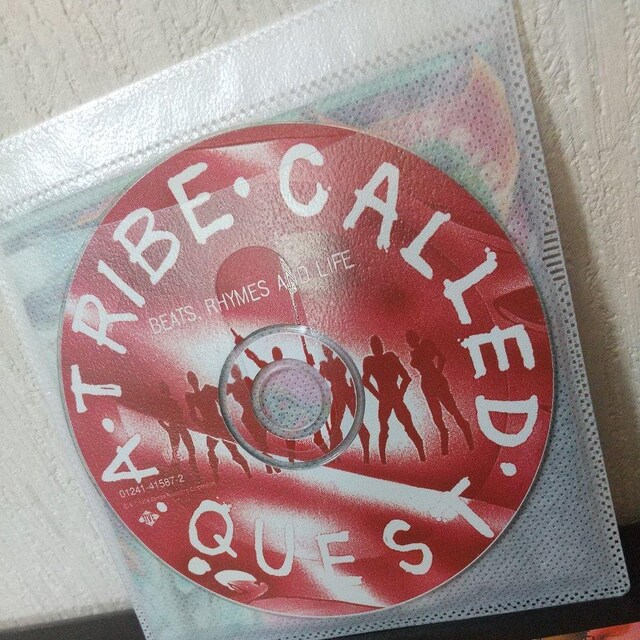 A·TRIBE·CALLED·QUEST
BEATS, RHYMES AND LIFE
01241-41587-2